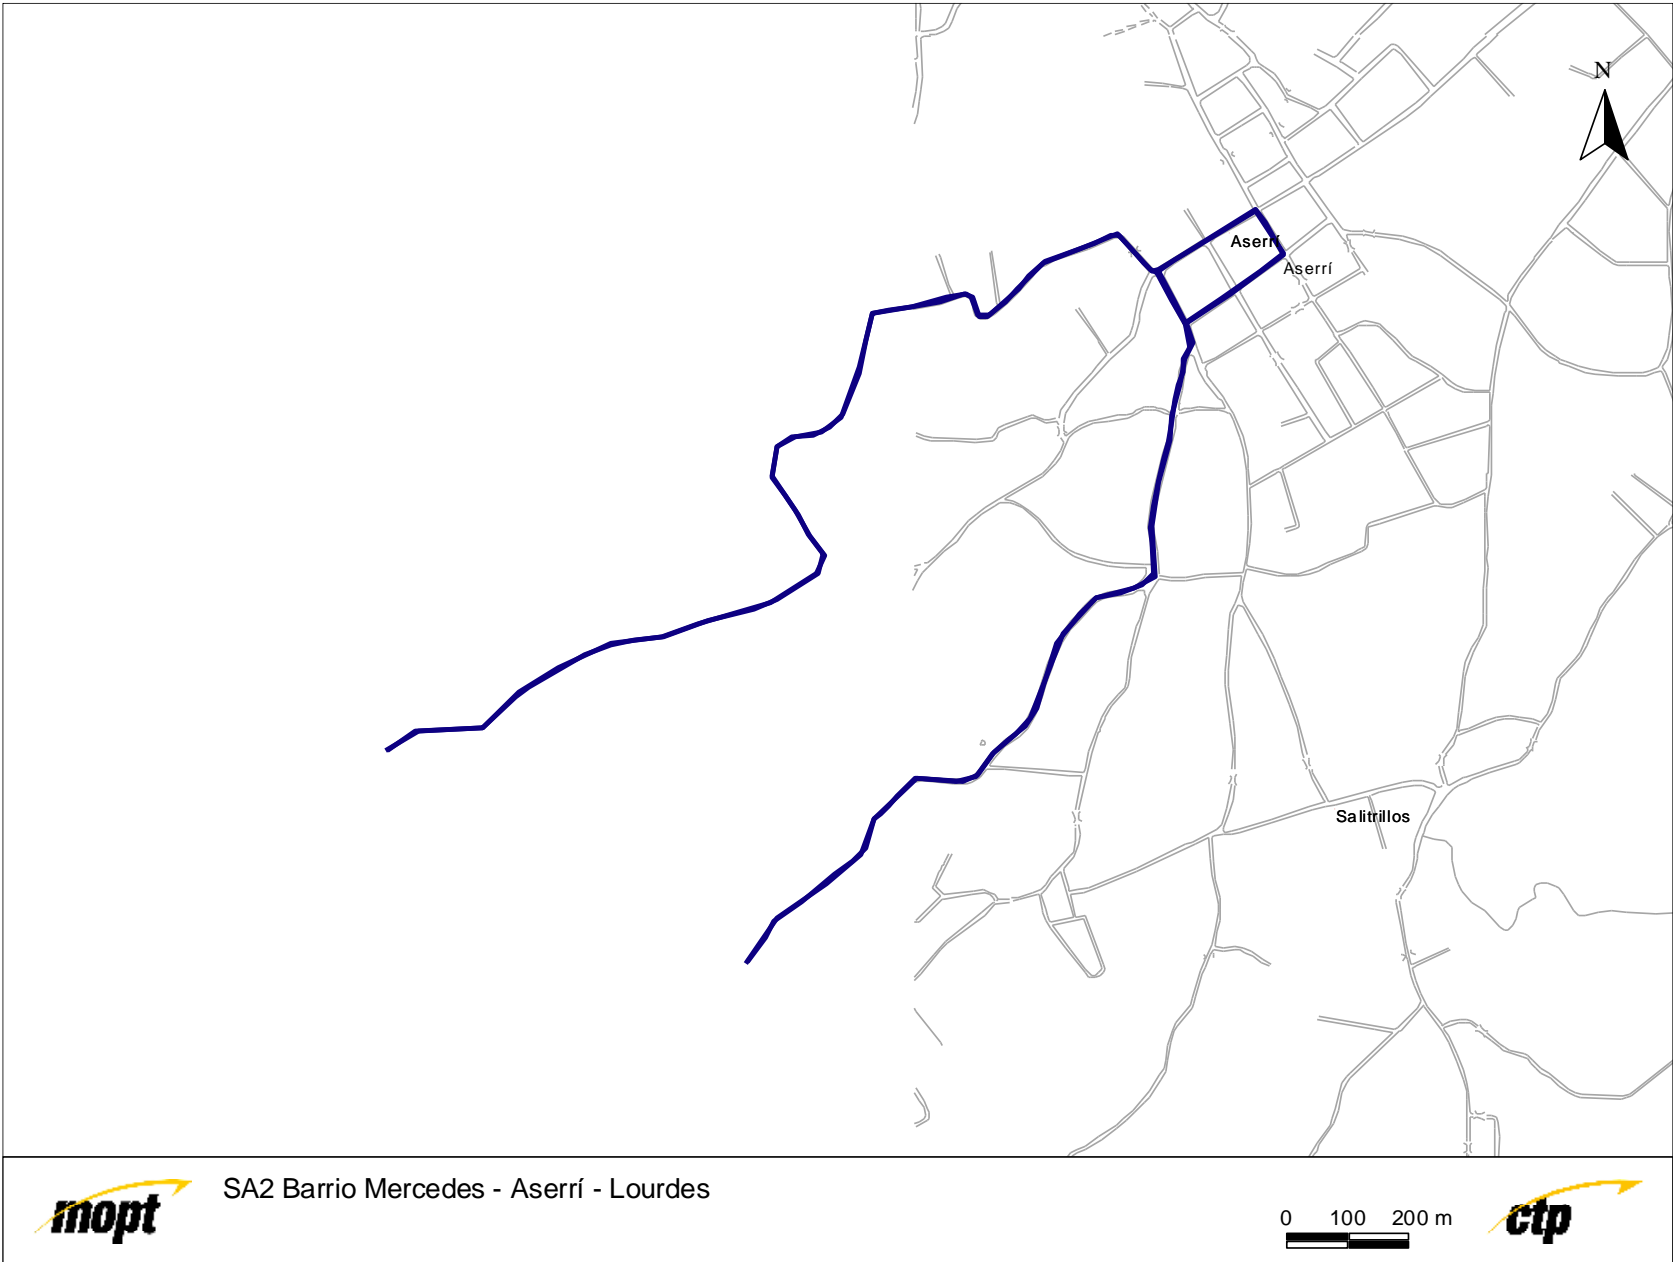 N
Aserrí
Aserrí
Salitrillos
mopt
SA2 Barrio Mercedes - Aserrí - Lourdes
0 100 200 m
ctp